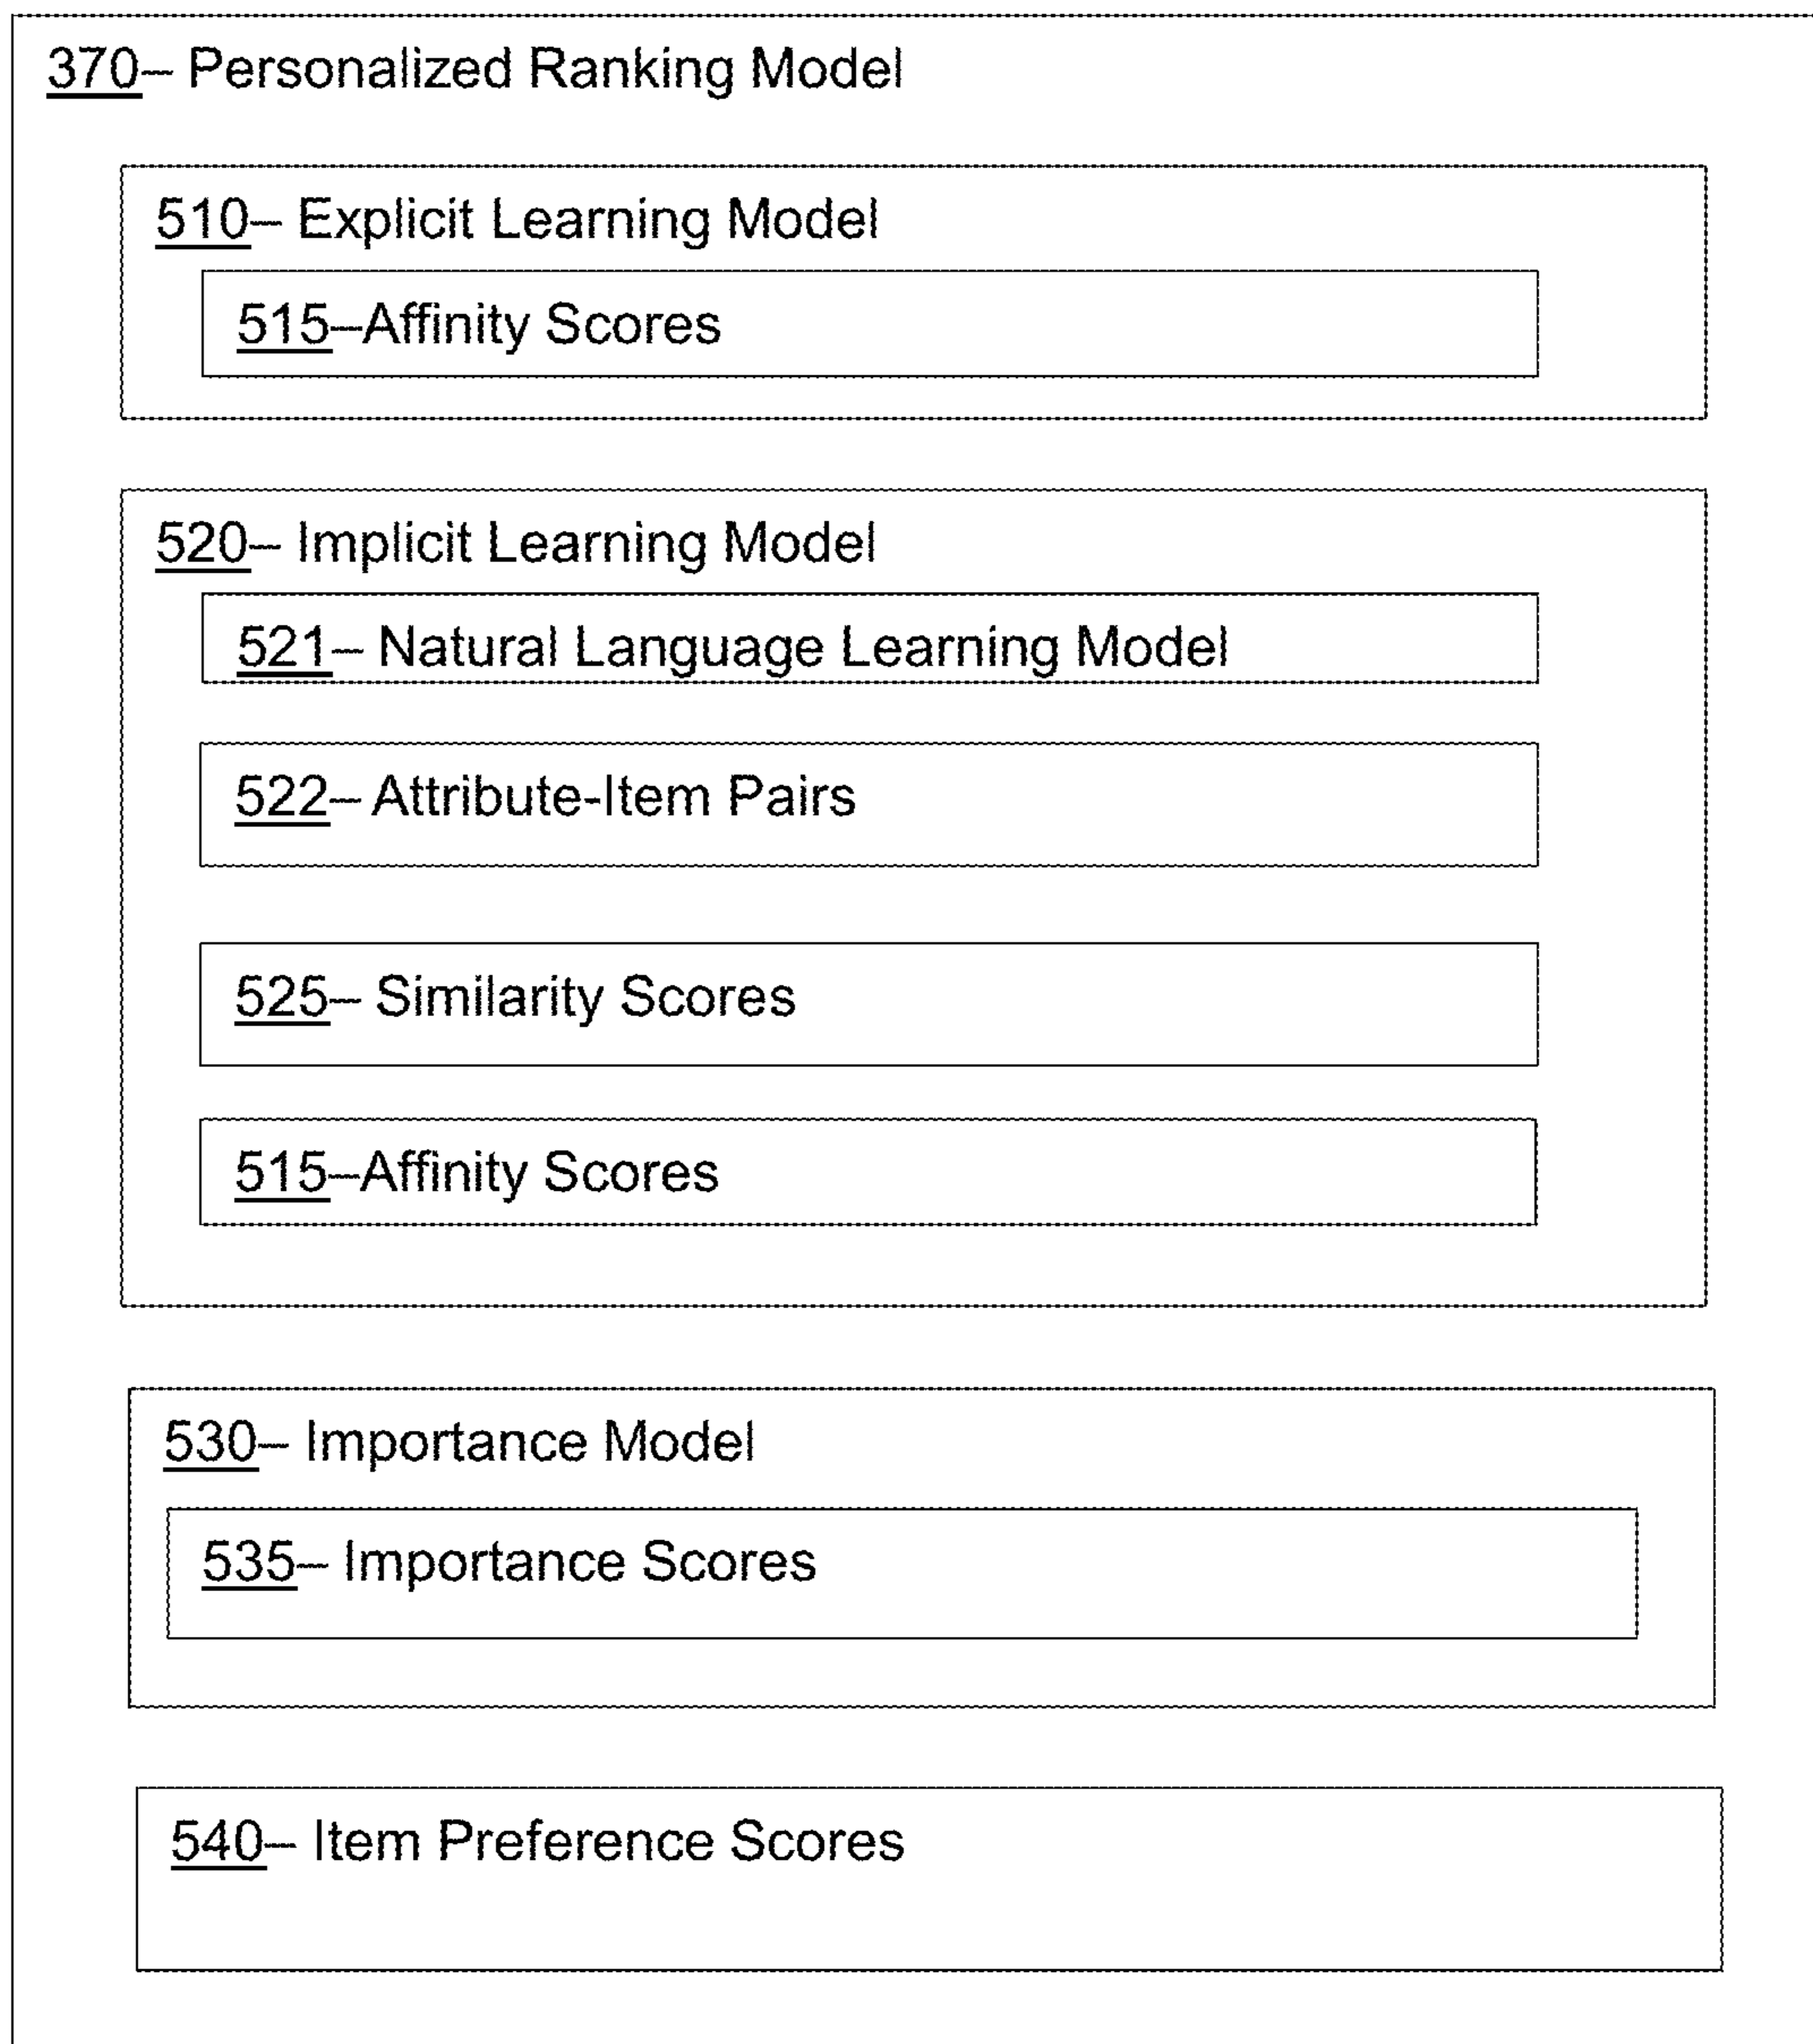 370– Personalized Ranking Model
510– Explicit Learning Model
515–Affinity Scores
520– Implicit Learning Model
521– Natural Language Learning Model
522– Attribute-Item Pairs
525– Similarity Scores
515–Affinity Scores
530– Importance Model
535– Importance Scores
540– Item Preference Scores